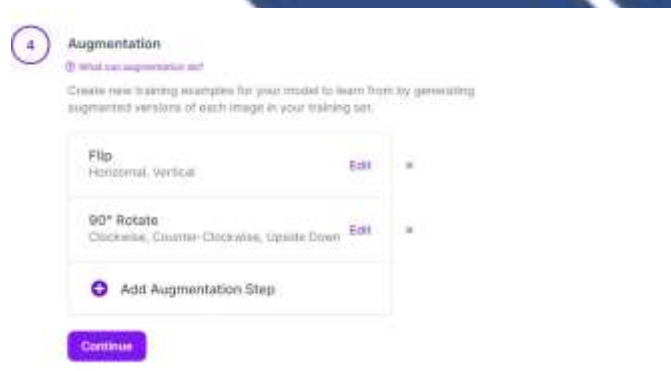 4
Augmentation
What can augmentation do?
Create new training examples for your model to learn from by generating
augmented versions of each image in your training set.
Flip
Horizontal, Vertical
Edit
×
90° Rotate
Clockwise, Counter-Clockwise, Upside Down
Edit
×
Add Augmentation Step
Continue